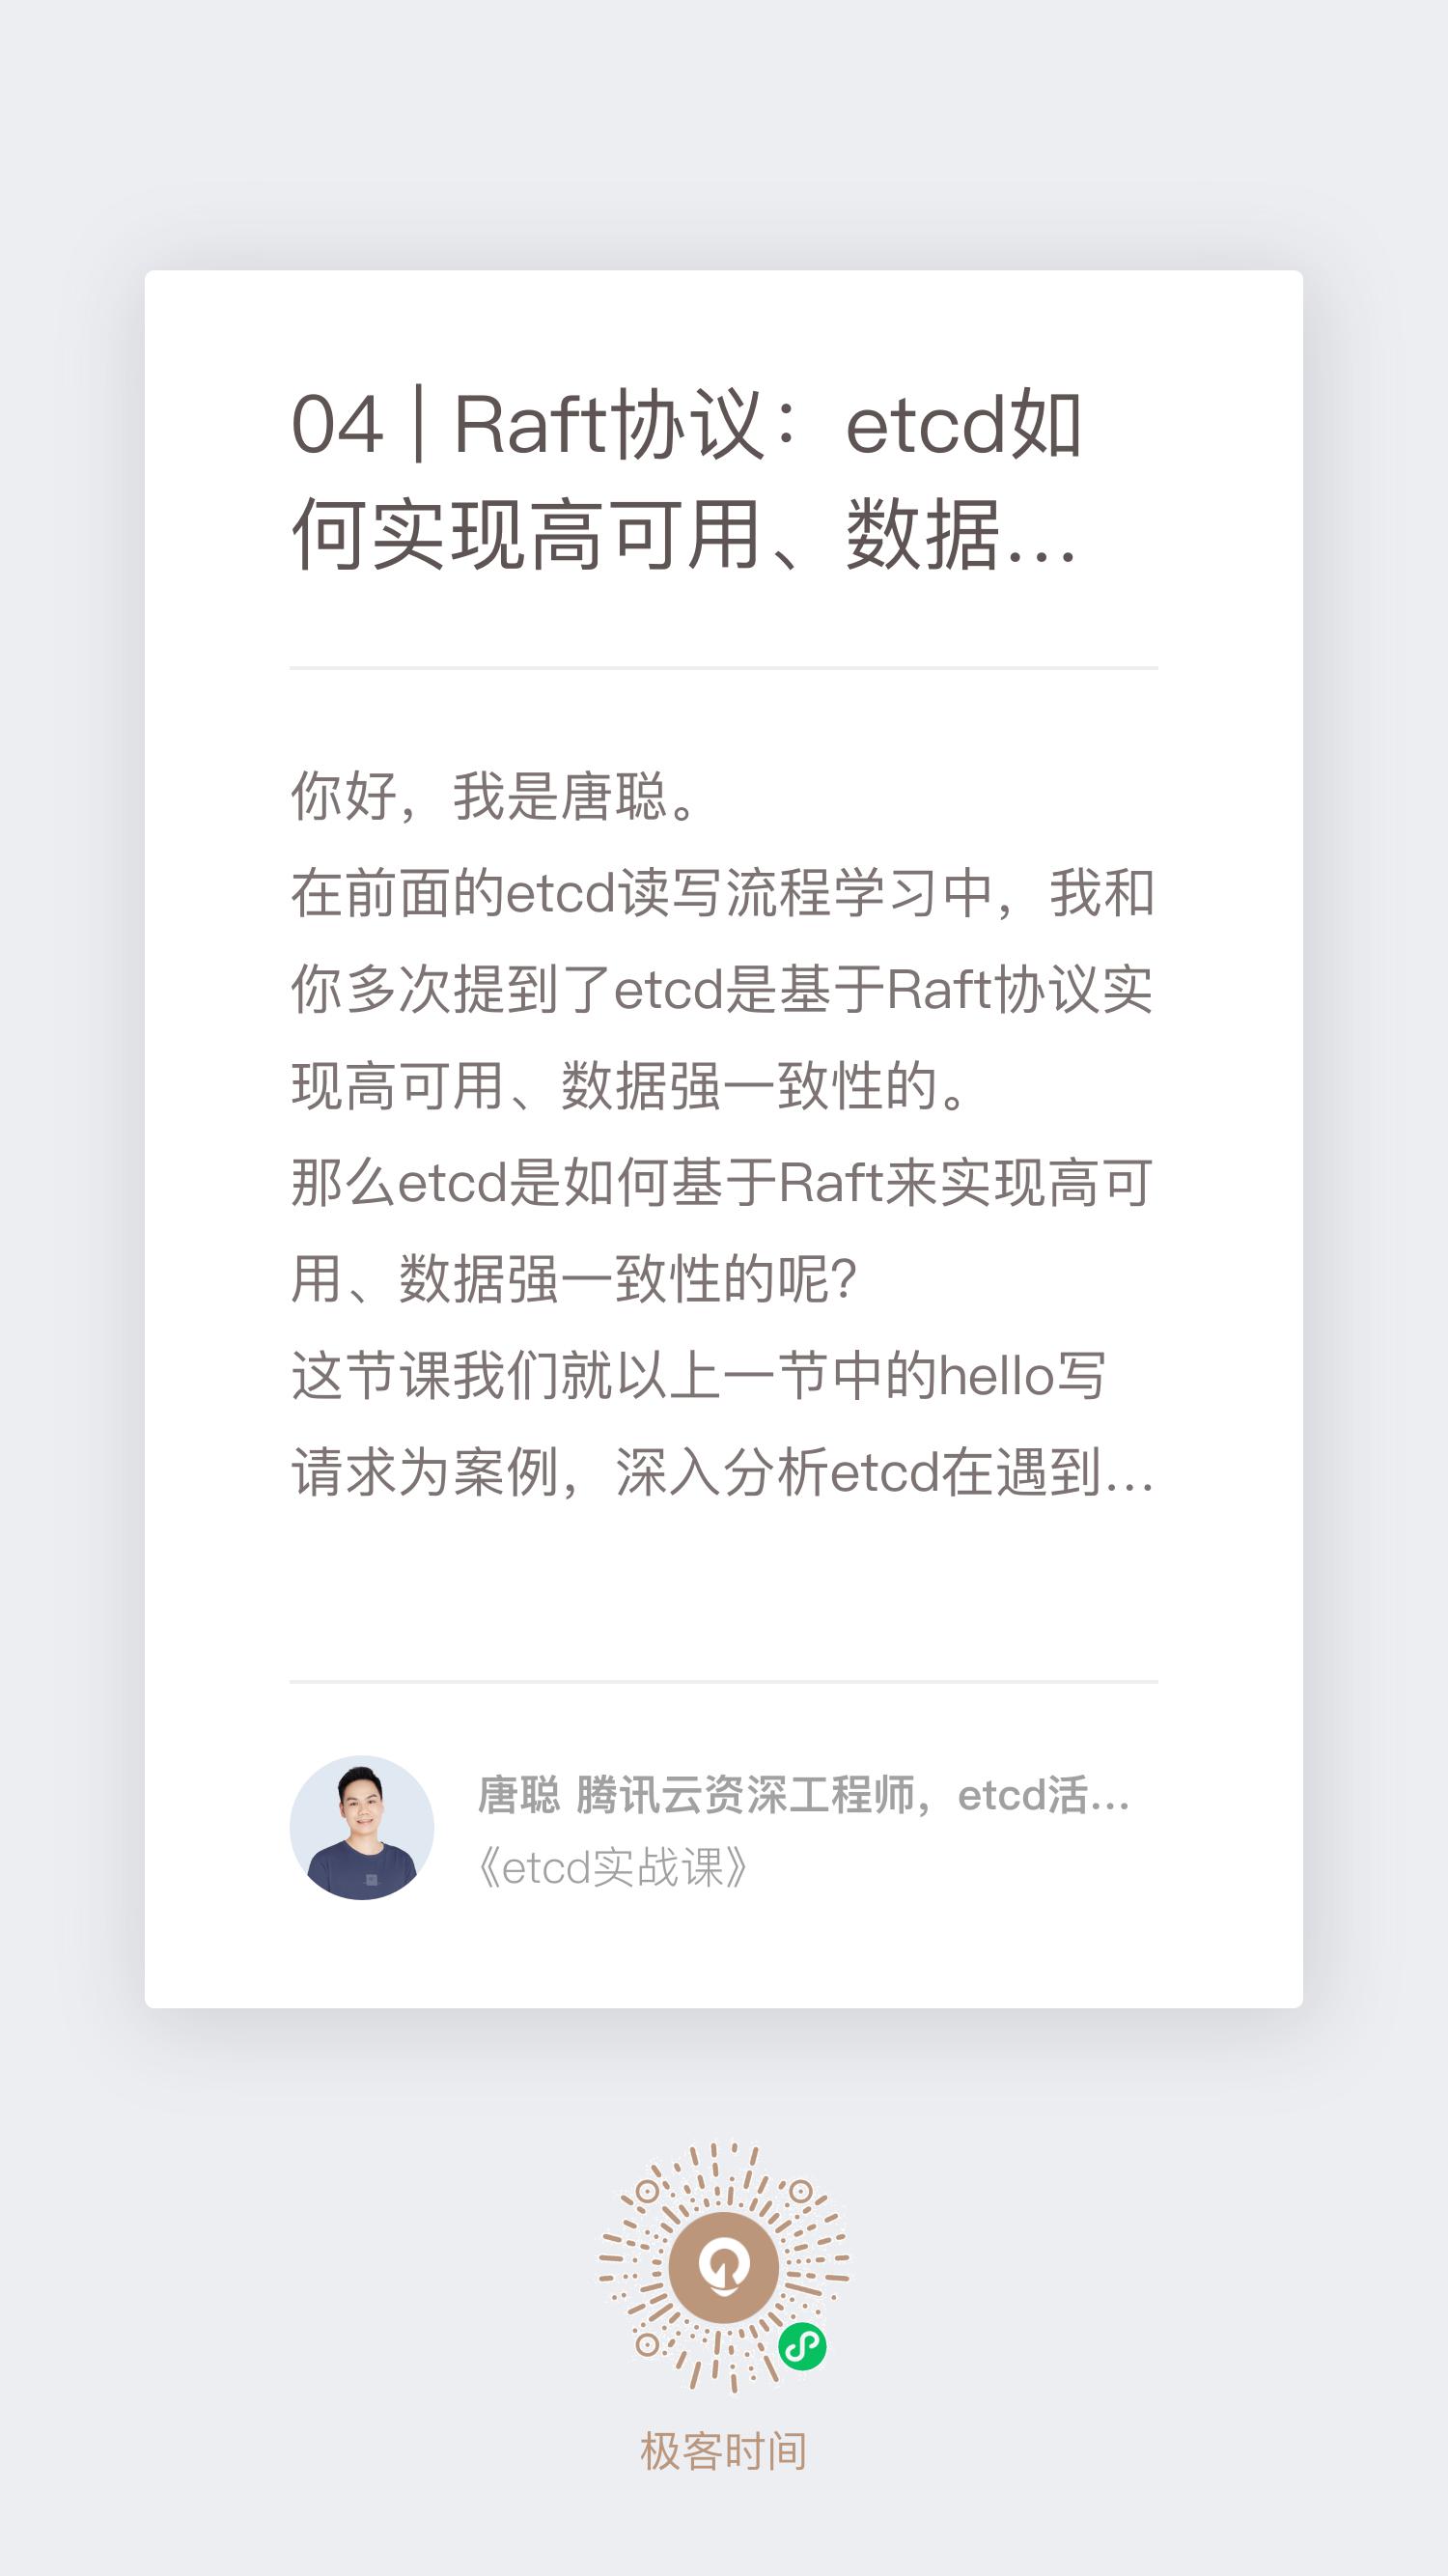 04 | Raft协议：etcd如
何实现高可用、数据...
你好，我是唐聪。
在前面的etcd读写流程学习中，我和
你多次提到了etcd是基于Raft协议实
现高可用、数据强一致性的。
那么etcd是如何基于Raft来实现高可
用、数据强一致性的呢？
这节课我们就以上一节中的hello写
请求为案例，深入分析etcd在遇到...
唐聪 腾讯云资深工程师，etcd活...
《etcd实战课》
极客时间